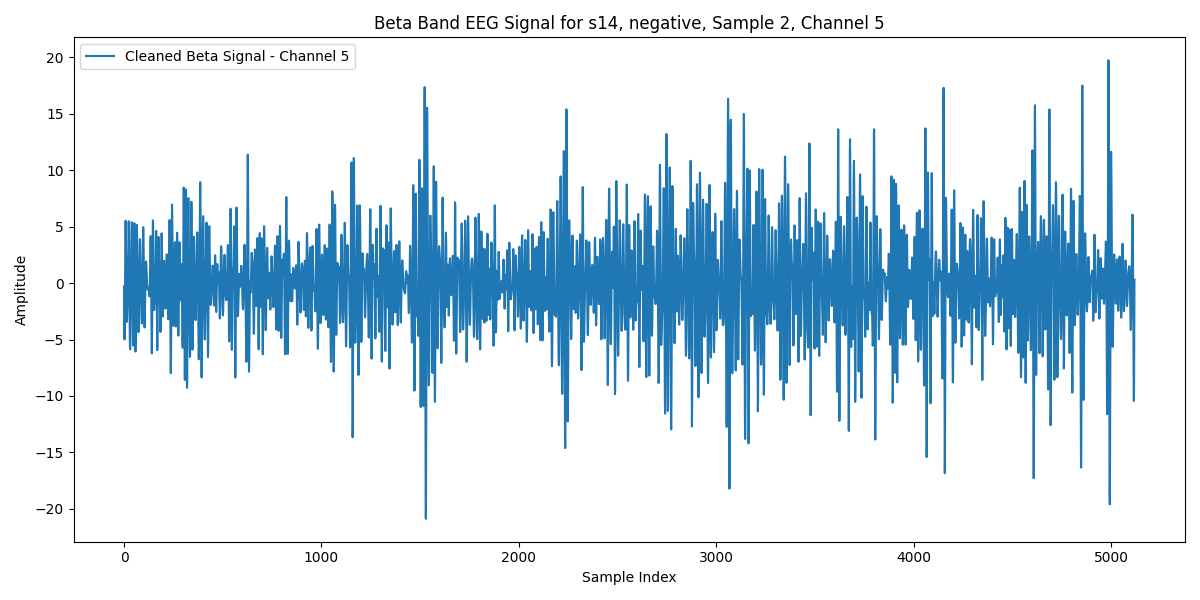 Beta Band EEG Signal for s14, negative, Sample 2, Channel 5
Cleaned Beta Signal - Channel 5
Amplitude
20
15
10
5
0
−5
−10
−15
−20
0 1000 2000 3000 4000 5000
Sample Index